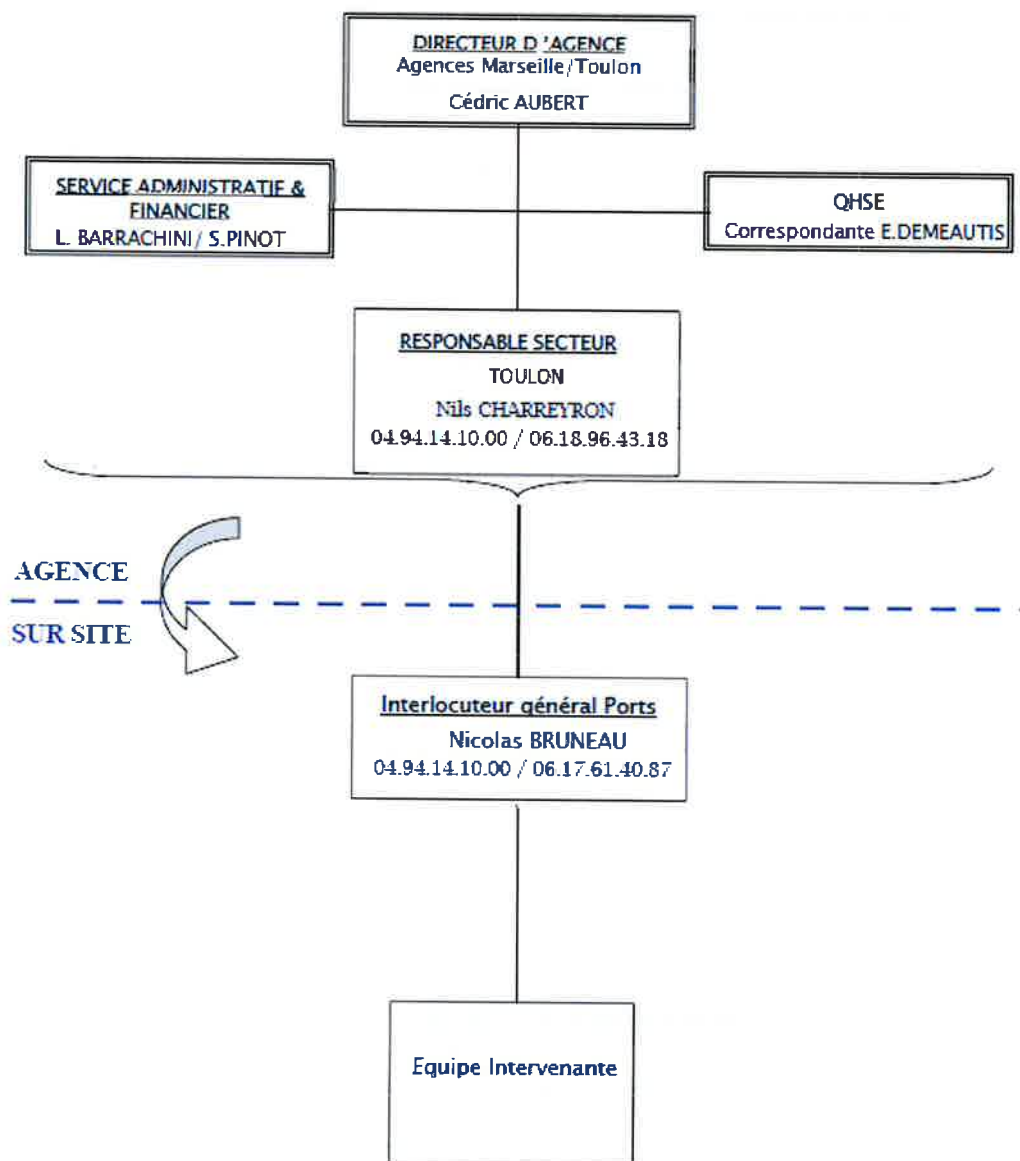 DIRECTEUR D 'AGENCE
Agences Marseille/Toulon
Cédric AUBERT
SERVICE ADMINISTRATIF &
FINANCIER
L. BARRACHINI/ S.PINOT
QHSE
Correspondante E.DEMEAUTIS
RESPONSABLE SECTEUR
TOULON
Nils CHARREYRON
04.94.14.10.00 / 06.18.96.43.18
AGENCE
SUR SITE
Interlocuteur général Ports
Nicolas BRUNEAU
04.94.14.10.00 / 06.17.61.40.87
Equipe Intervenante